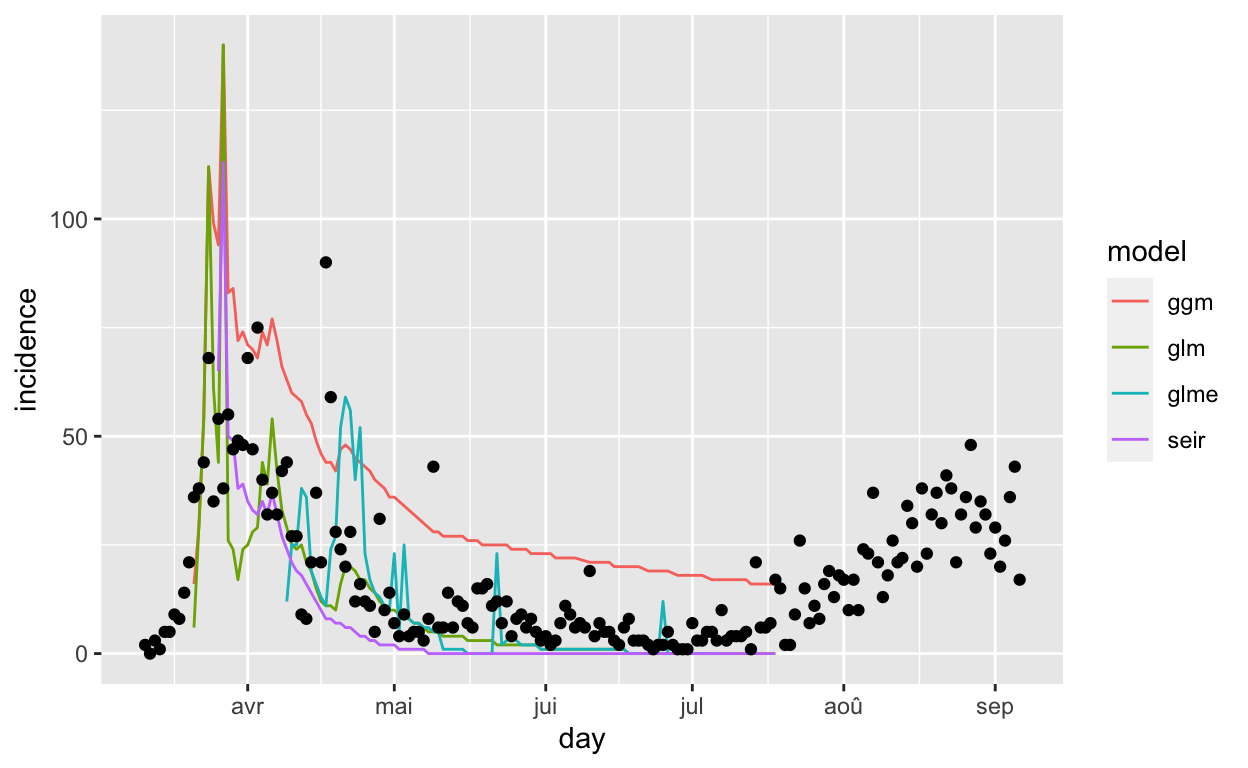 100
50
0
incidence
avr
mai
jui
jul
aoû
sep
day
model
ggm
glm
glme
seir